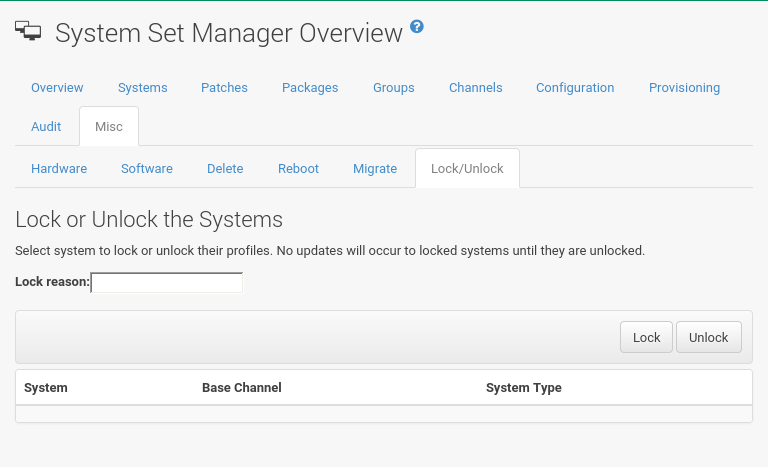 System Set Manager Overview ?
Overview Systems Patches Packages Groups Channels Configuration Provisioning
Audit Misc
Hardware Software Delete Reboot Migrate Lock/Unlock
Lock or Unlock the Systems
Select system to lock or unlock their profiles. No updates will occur to locked systems until they are unlocked.
Lock reason:
Lock Unlock
System Base Channel System Type